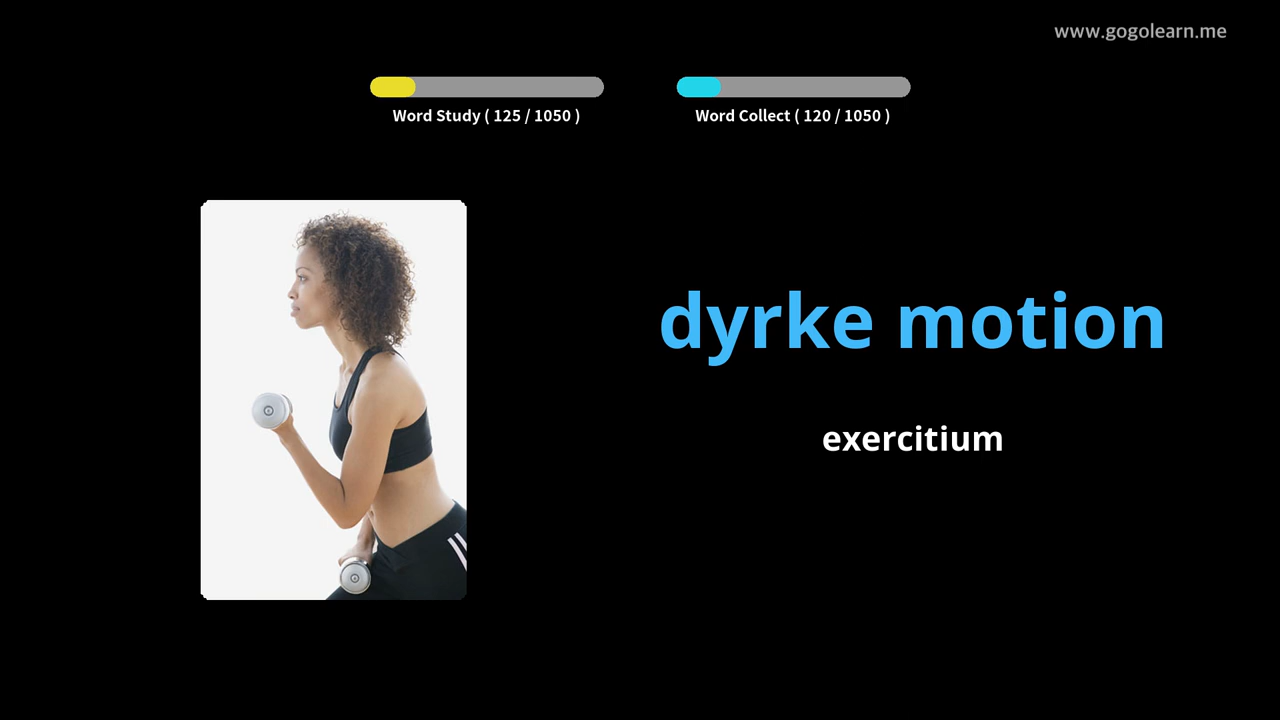 www.gogolearn.me
Word Study ( 125 / 1050 )
Word Collect ( 120 / 1050 )
dyrke motion
exercitium